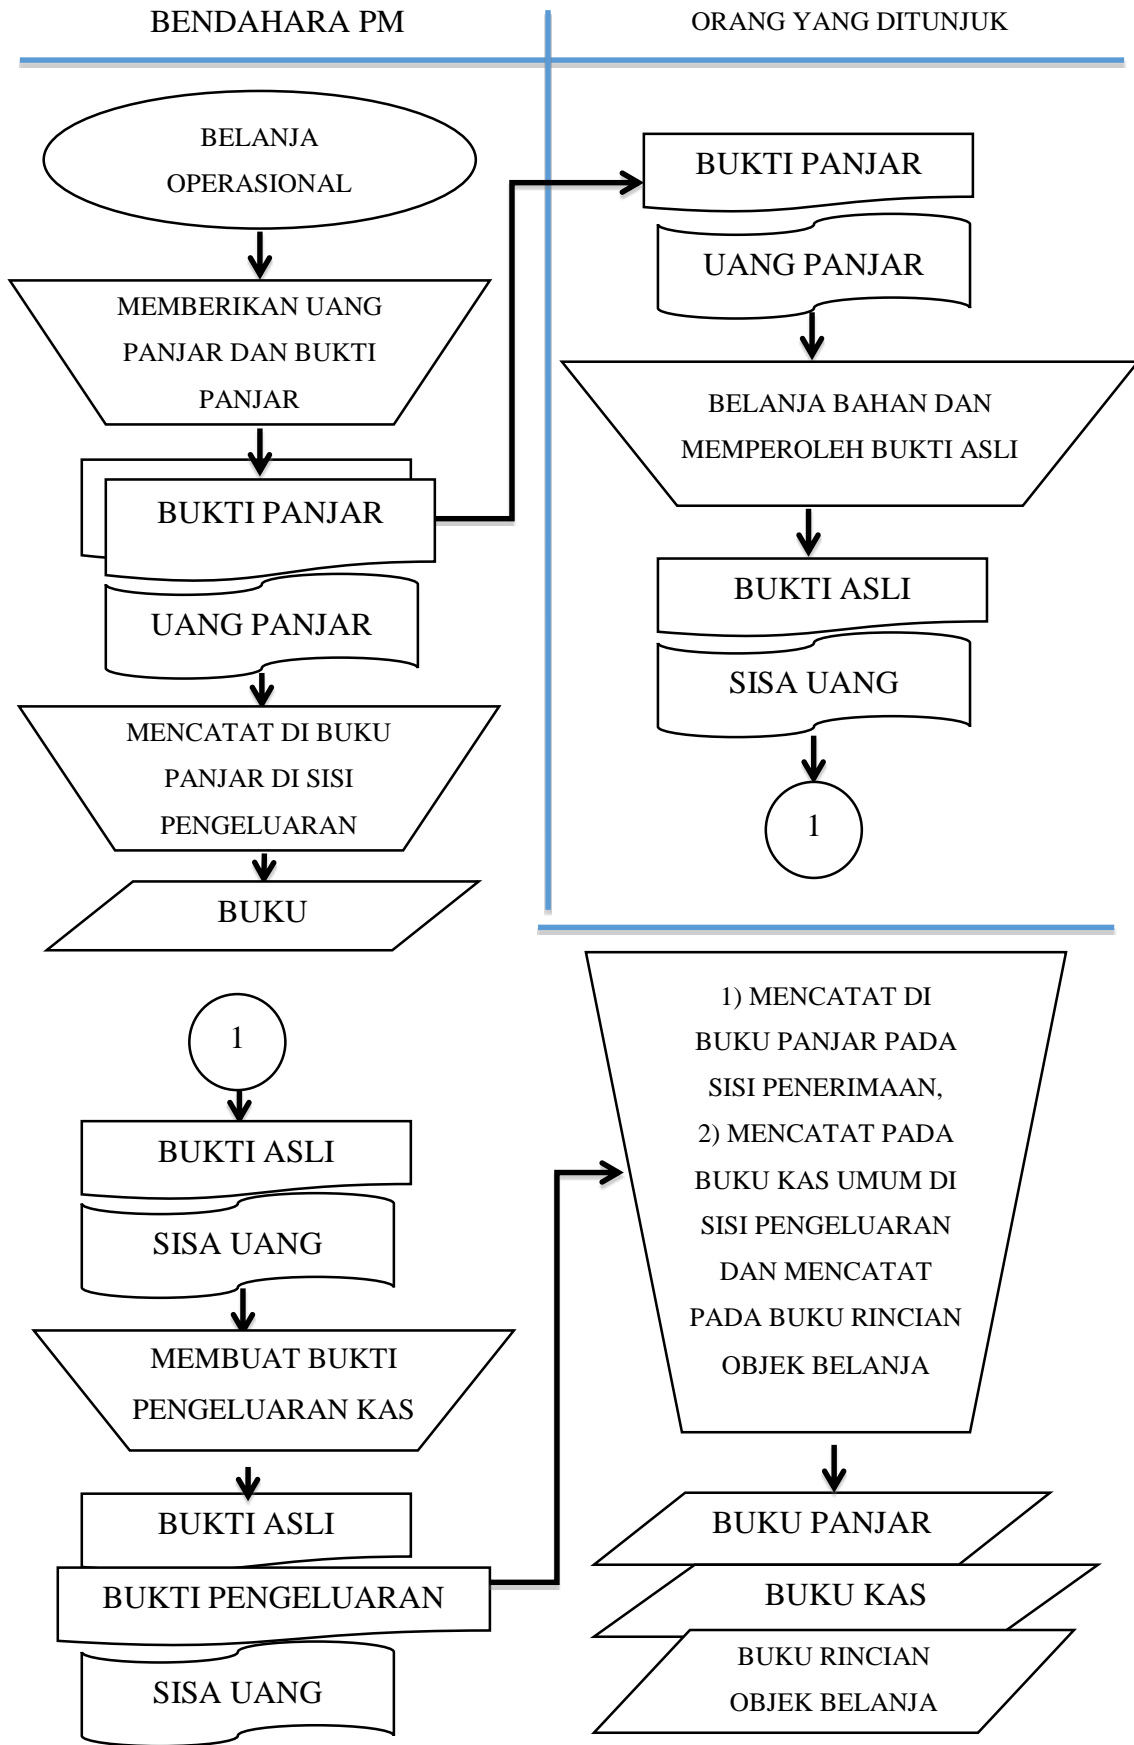 BENDAHARA PM
ORANG YANG DITUNJUK
BELANJA
OPERASIONAL
MEMBERIKAN UANG
PANJAR DAN BUKTI
PANJAR
BUKTI PANJAR
UANG PANJAR
MENCATAT DI BUKU
PANJAR DI SISI
PENGELUARAN
BUKU
BUKTI PANJAR
UANG PANJAR
BELANJA BAHAN DAN
MEMPEROLEH BUKTI ASLI
BUKTI ASLI
SISA UANG
1
1
BUKTI ASLI
SISA UANG
MEMBUAT BUKTI
PENGELUARAN KAS
BUKTI ASLI
BUKTI PENGELUARAN
SISA UANG
1) MENCATAT DI
BUKU PANJAR PADA
SISI PENERIMAAN,
2) MENCATAT PADA
BUKU KAS UMUM DI
SISI PENGELUARAN
DAN MENCATAT
PADA BUKU RINCIAN
OBJEK BELANJA
BUKU PANJAR
BUKU KAS
BUKU RINCIAN
OBJEK BELANJA